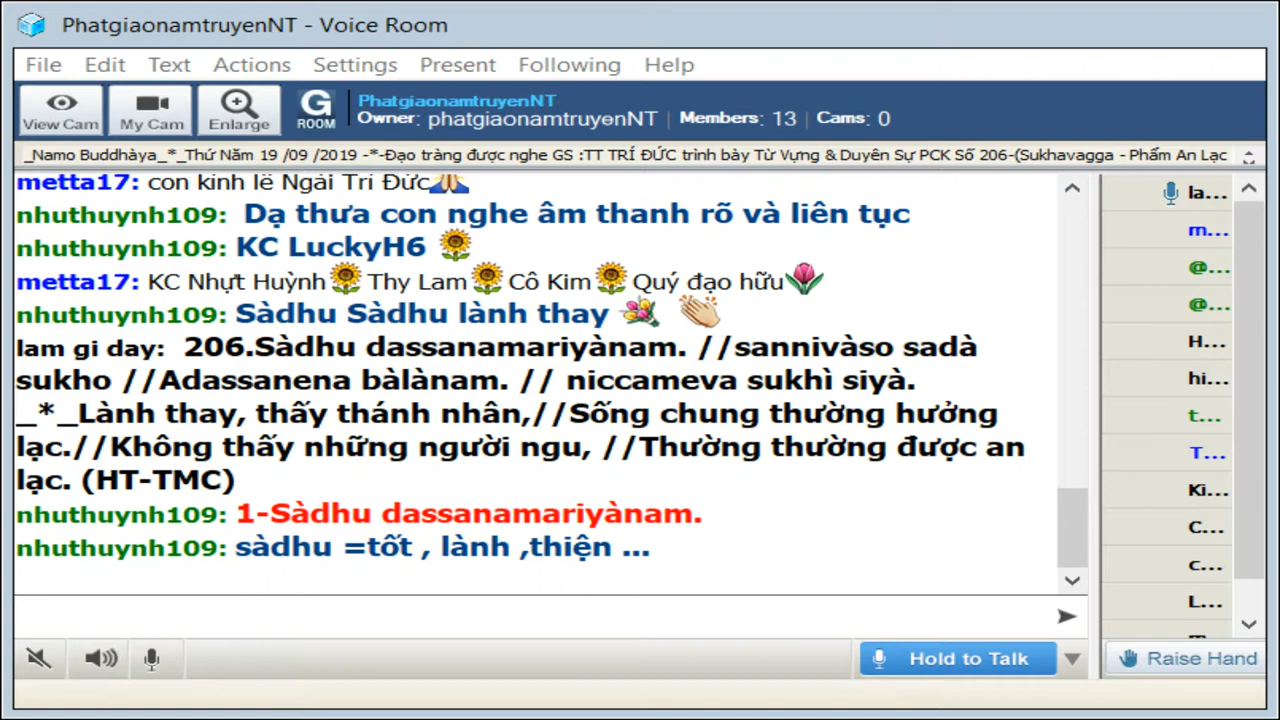 PhatgiaonamtruyenNT - Voice Room
File Edit Text Actions Settings Present Following Help
View Cam My Cam Enlarge G ROOM
PhatgiaonamtruyenNT
Owner: phatgiaonamtruyenNT | Members: 13 | Cams: 0
_Namo Buddhàya_*_Thứ Năm 19 /09 /2019 -*-Đạo tràng được nghe GS :TT TRÍ ĐỨC trình bày Từ Vựng & Duyên Sự PCK Số 206-(Sukhavagga - Phẩm An Lạc
metta17: con kính lễ Ngài Trí Đức
nhuthuynh109: Dạ thưa con nghe âm thanh rõ và liên tục
nhuthuynh109: KC LuckyH6
metta17: KC Nhựt Huỳnh Thy Lam Cô Kim Quý đạo hữu
nhuthuynh109: Sàdhu Sàdhu lành thay
lam gi day: 206.Sàdhu dassanamariyànam. //sannivàso sadà
sukho //Adassanena bàlànam. // niccameva sukhì siyà.
_*_Lành thay, thấy thánh nhân,//Sống chung thường hưởng
lạc.//Không thấy những người ngu, //Thường thường được an
lạc. (HT-TMC)
nhuthuynh109: 1-Sàdhu dassanamariyànam.
nhuthuynh109: sàdhu =tốt , lành ,thiện ...
la...
m...
@...
@...
H...
hi...
t...
T...
Ki...
C...
c...
L...
Hold to Talk
Raise Hand